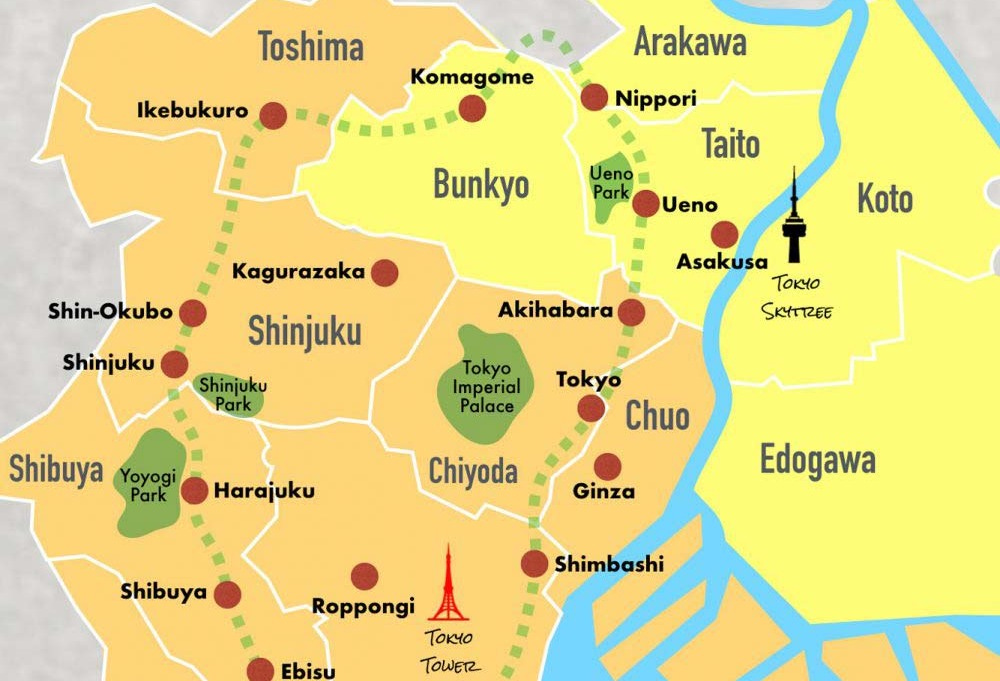 Toshima
Arakawa
Komagome
Ikebukuro
Nippori
Taito
Bunkyo
Ueno
Park
Ueno
Koto
Asakusa
Kagurazaka
Tokyo
Skytree
Shin-Okubo
Akihabara
Shinjuku
Shinjuku
Tokyo
Imperial
Palace
Tokyo
Shinjuku
Park
Chuo
Shibuya
Yoyogi
Park
Chiyoda
Edogawa
Harajuku
Ginza
Shimbashi
Shibuya
Roppongi
Tokyo
Tower
Ebisu